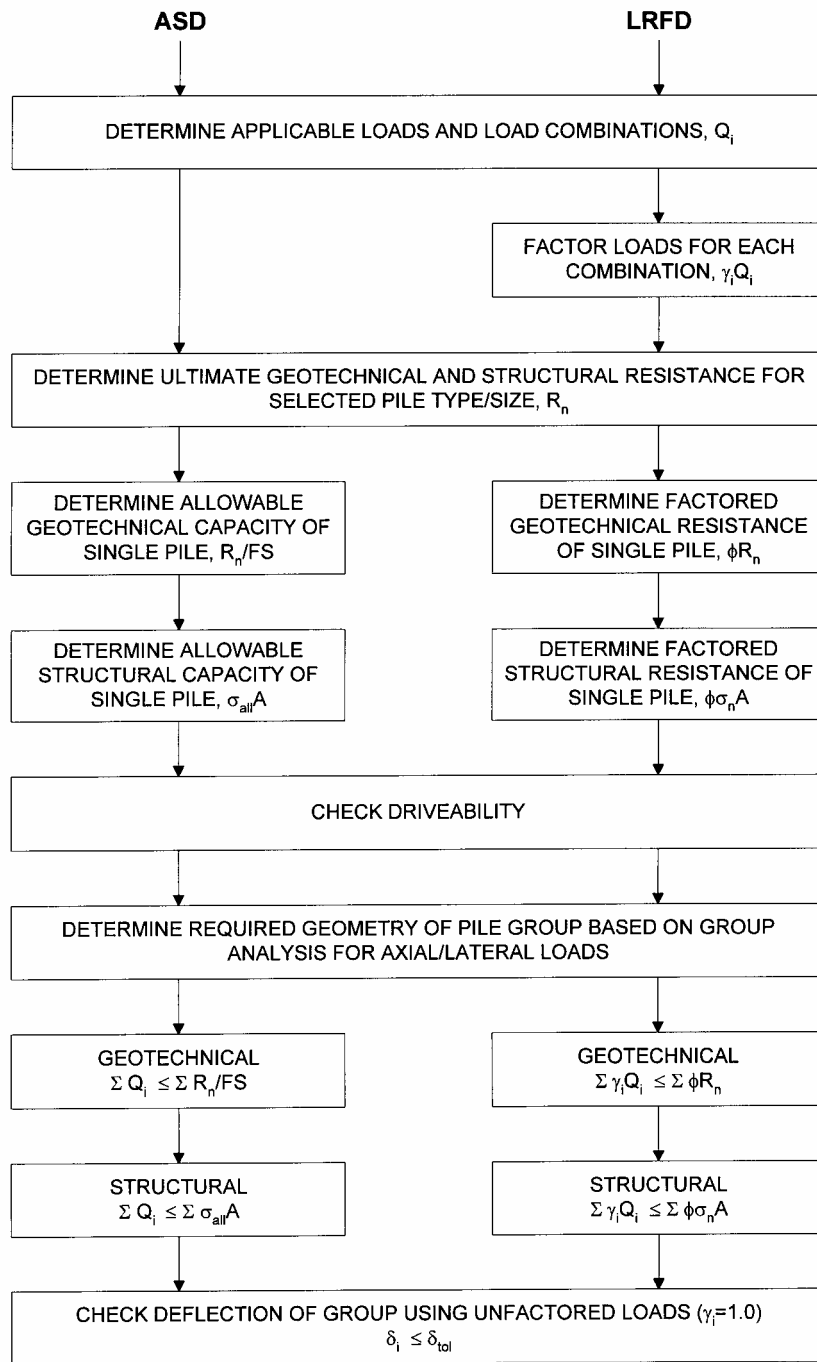 ASD LRFD
DETERMINE APPLICABLE LOADS AND LOAD COMBINATIONS, Qi
FACTOR LOADS FOR EACH
COMBINATION, γiQi
DETERMINE ULTIMATE GEOTECHNICAL AND STRUCTURAL RESISTANCE FOR
SELECTED PILE TYPE/SIZE, Rn
DETERMINE ALLOWABLE
GEOTECHNICAL CAPACITY OF
SINGLE PILE, Rn/FS
DETERMINE FACTORED
GEOTECHNICAL RESISTANCE
OF SINGLE PILE, ϕRn
DETERMINE ALLOWABLE
STRUCTURAL CAPACITY OF
SINGLE PILE, σallA
DETERMINE FACTORED
STRUCTURAL RESISTANCE OF
SINGLE PILE, ϕσnA
CHECK DRIVEABILITY
DETERMINE REQUIRED GEOMETRY OF PILE GROUP BASED ON GROUP
ANALYSIS FOR AXIAL/LATERAL LOADS
GEOTECHNICAL
Σ Qi ≤ Σ Rn/FS
GEOTECHNICAL
Σ γiQi ≤ Σ ϕRn
STRUCTURAL
Σ Qi ≤ Σ σallA
STRUCTURAL
Σ γiQi ≤ Σ ϕσnA
CHECK DEFLECTION OF GROUP USING UNFACTORED LOADS (γi=1.0)
δi ≤ δtol